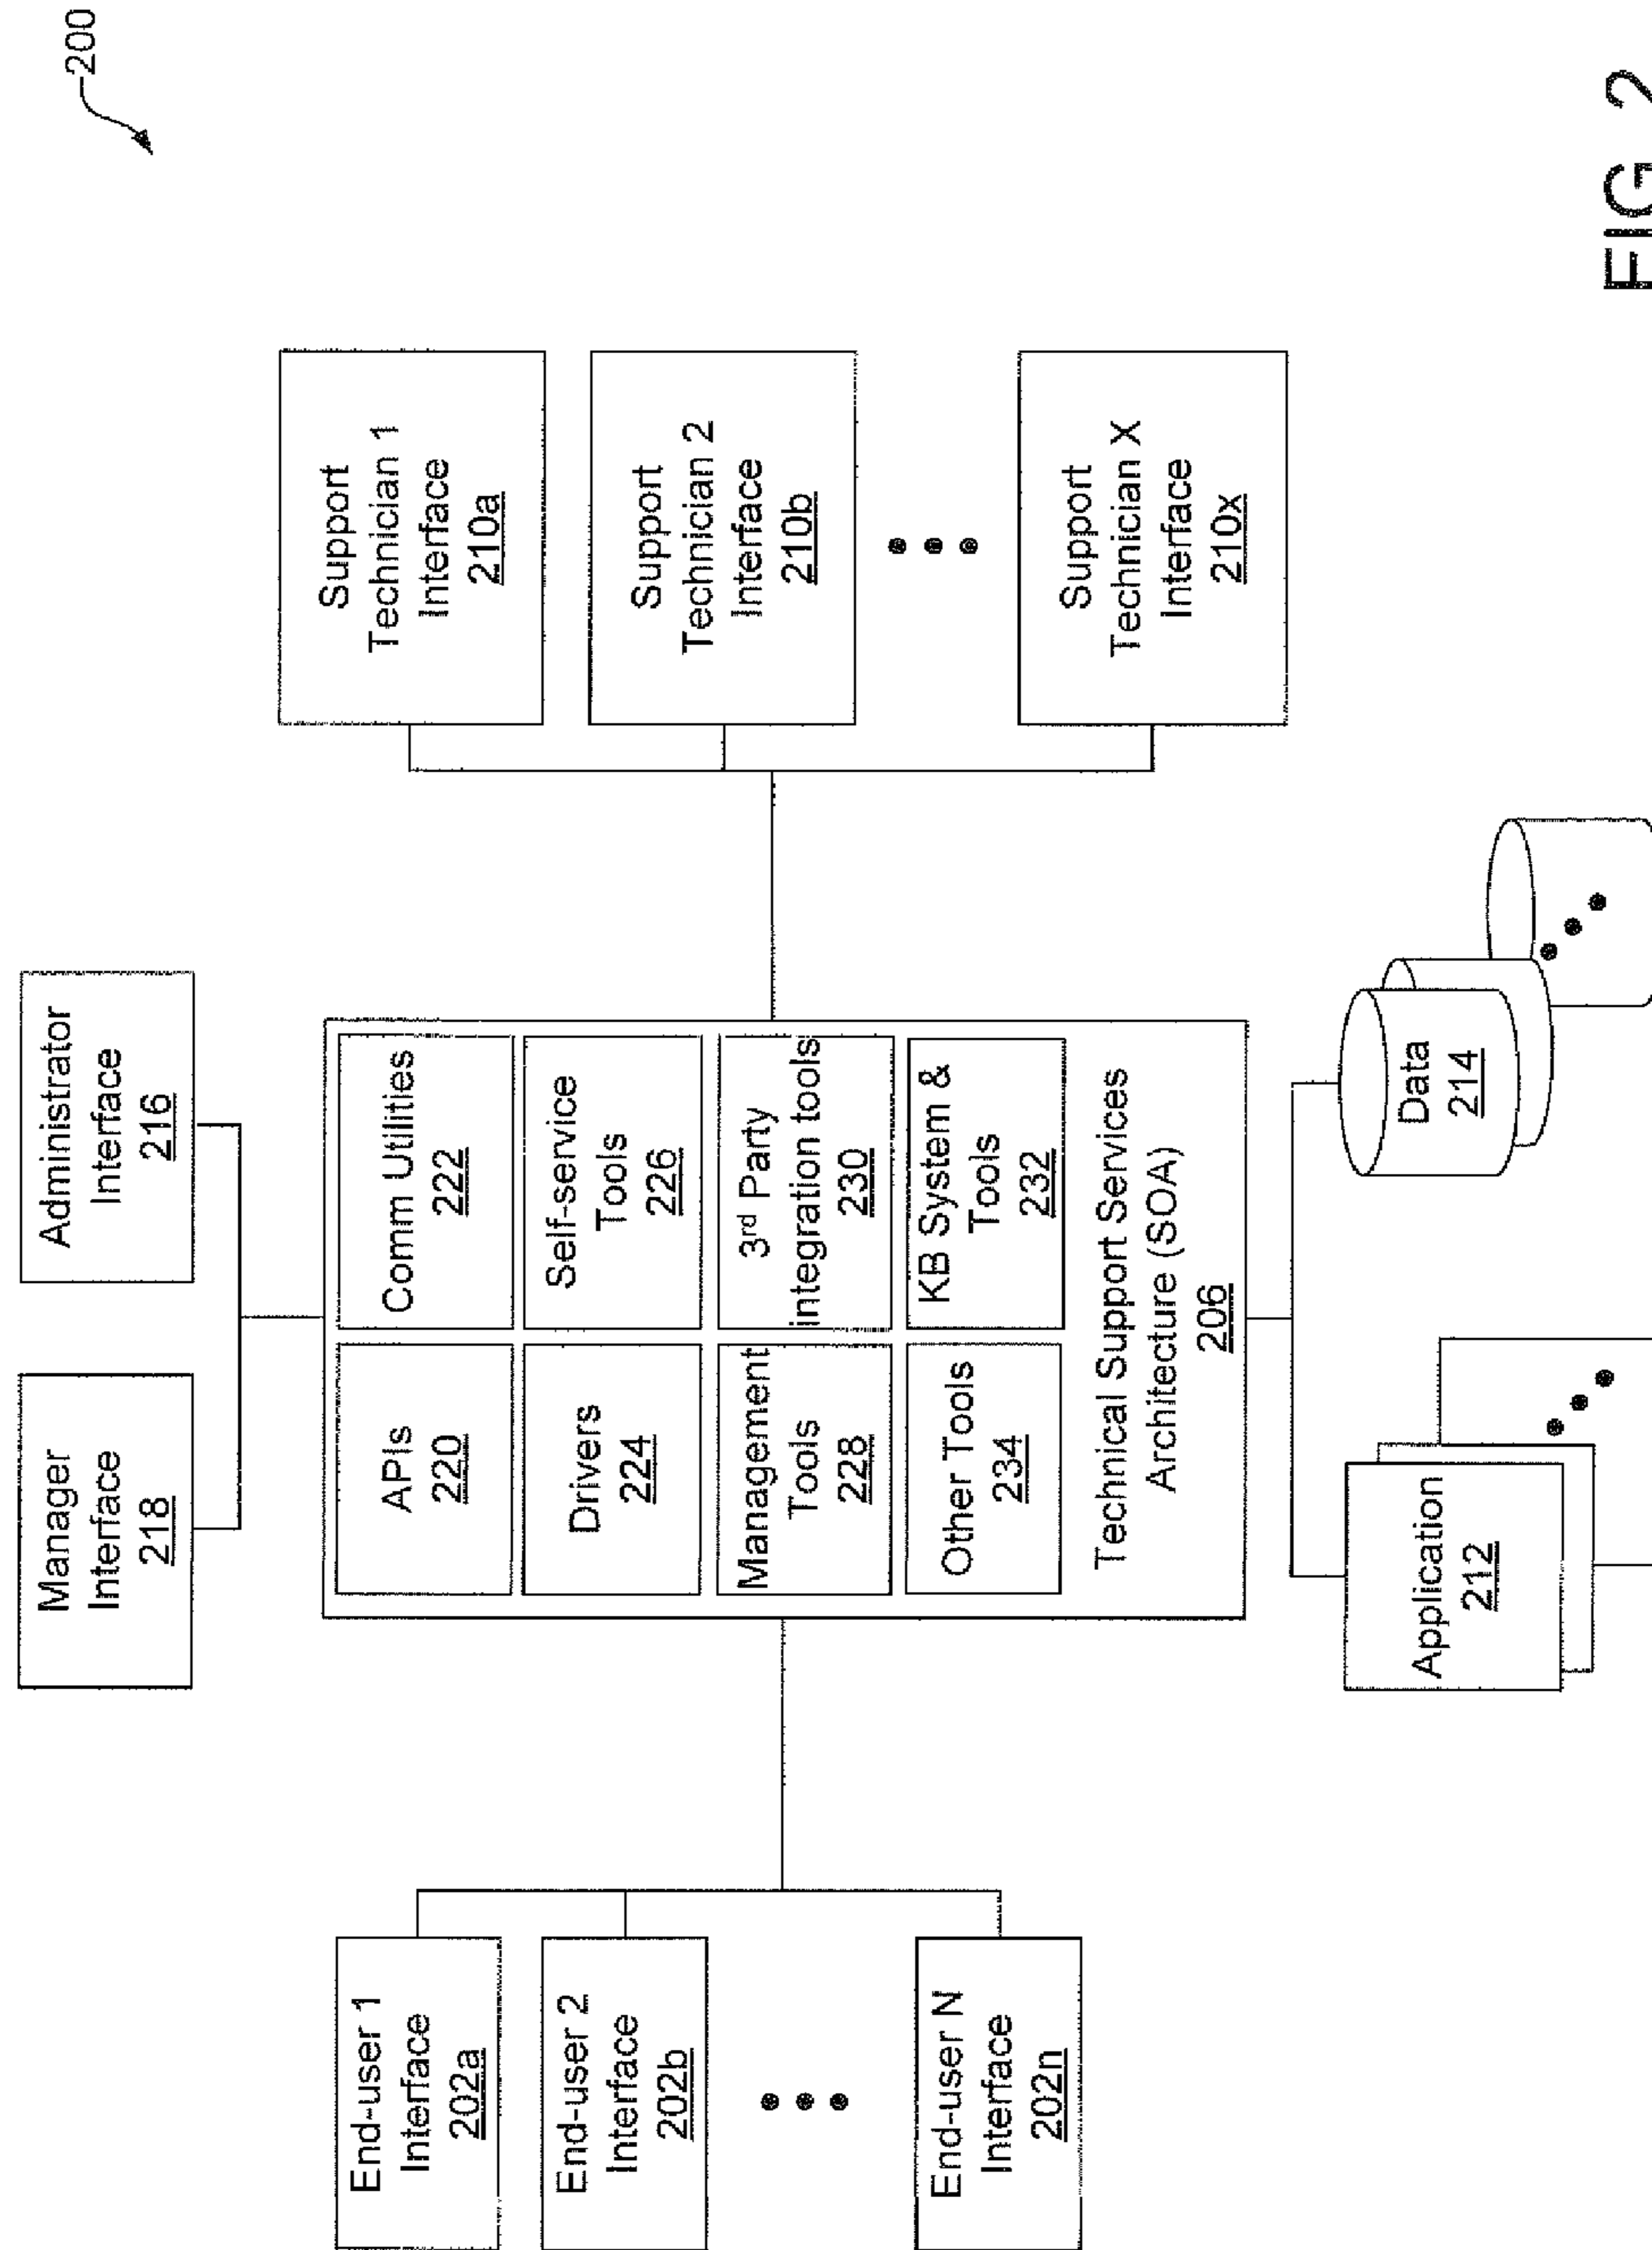 200
Manager
Interface
218
Administrator
Interface
216
End-user 1
Interface
202a
End-user 2
Interface
202b
End-user N
Interface
202n
APIs
220
Comm Utilities
222
Drivers
224
Self-service
Tools
226
Management
Tools
228
3rd Party
integration tools
230
Other Tools
234
KB System &
Tools
232
Technical Support Services
Architecture (SOA)
206
Support
Technician 1
Interface
210a
Support
Technician 2
Interface
210b
Support
Technician X
Interface
210x
Application
212
Data
214
FIG 2